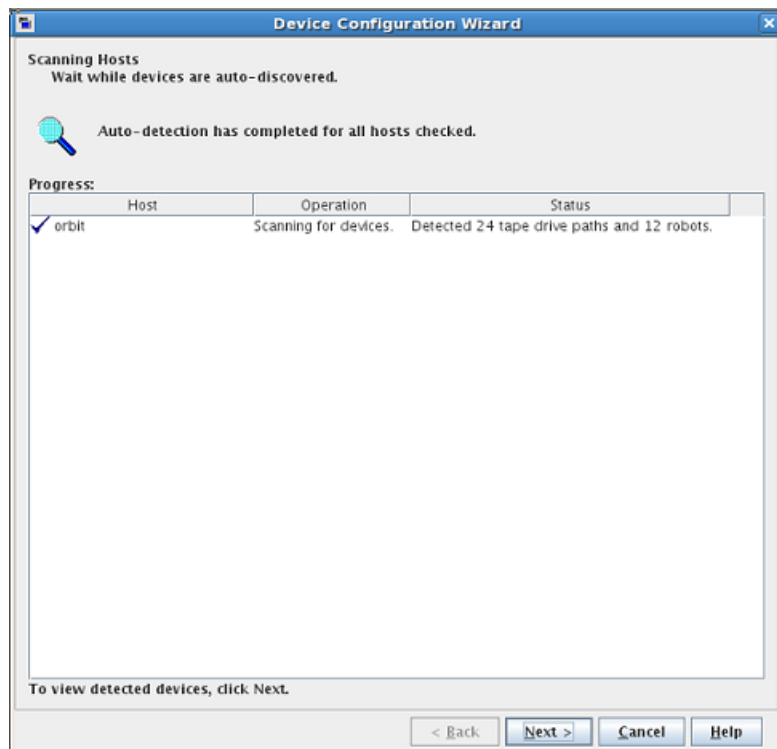 Device Configuration Wizard
Scanning Hosts
Wait while devices are auto-discovered.
Auto-detection has completed for all hosts checked.
Progress:
Host Operation Status
orbit Scanning for devices. Detected 24 tape drive paths and 12 robots.
To view detected devices, click Next.
< Back Next > Cancel Help